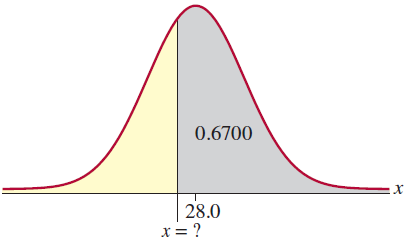 0.6700
x
28.0
x = ?